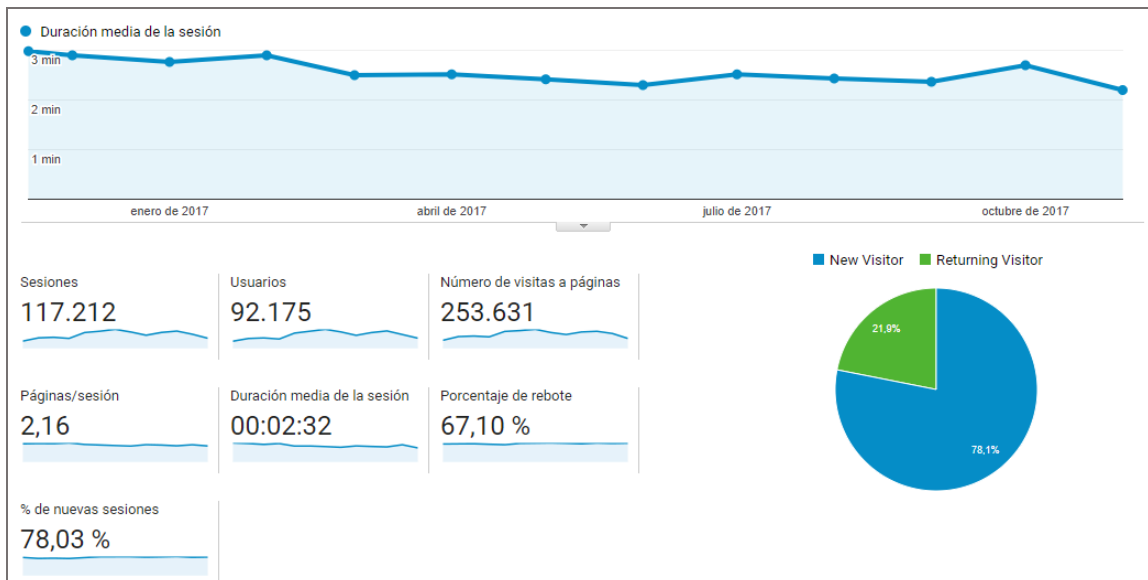 Duración media de la sesión
3 min
2 min
1 min
enero de 2017 abril de 2017 julio de 2017 octubre de 2017
New Visitor Returning Visitor
Sesiones Usuarios Número de visitas a páginas
117.212 92.175 253.631
21,9%
Páginas/sesión Duración media de la sesión Porcentaje de rebote
2,16 00:02:32 67,10 %
78,1%
% de nuevas sesiones
78,03 %